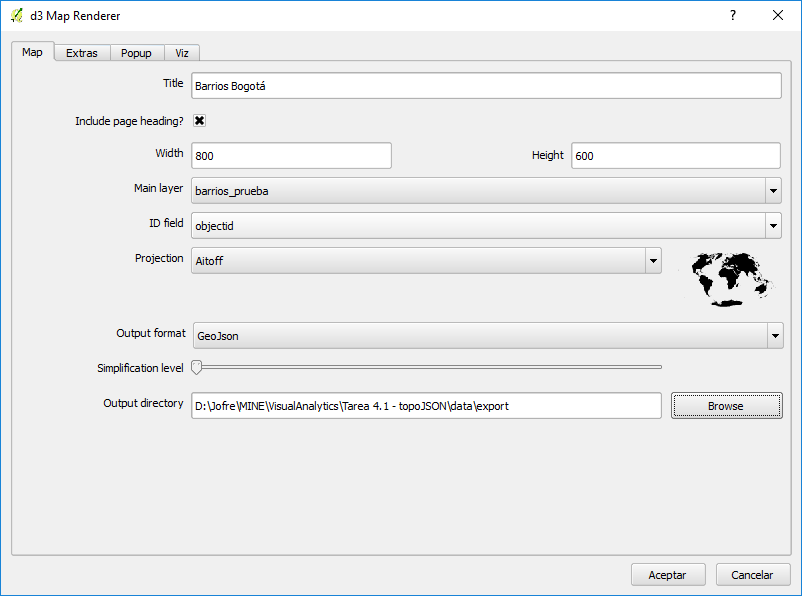 d3 Map Renderer
?
Map Extras Popup Viz
Title Barrios Bogotá
Include page heading?
Width 800 Height 600
Main layer barrios_prueba
ID field objectid
Projection Aitoff
Output format GeoJson
Simplification level
Output directory D:\Jofre\MINE\VisualAnalytics\Tarea 4.1 - topoJSON\data\export Browse
Aceptar Cancelar